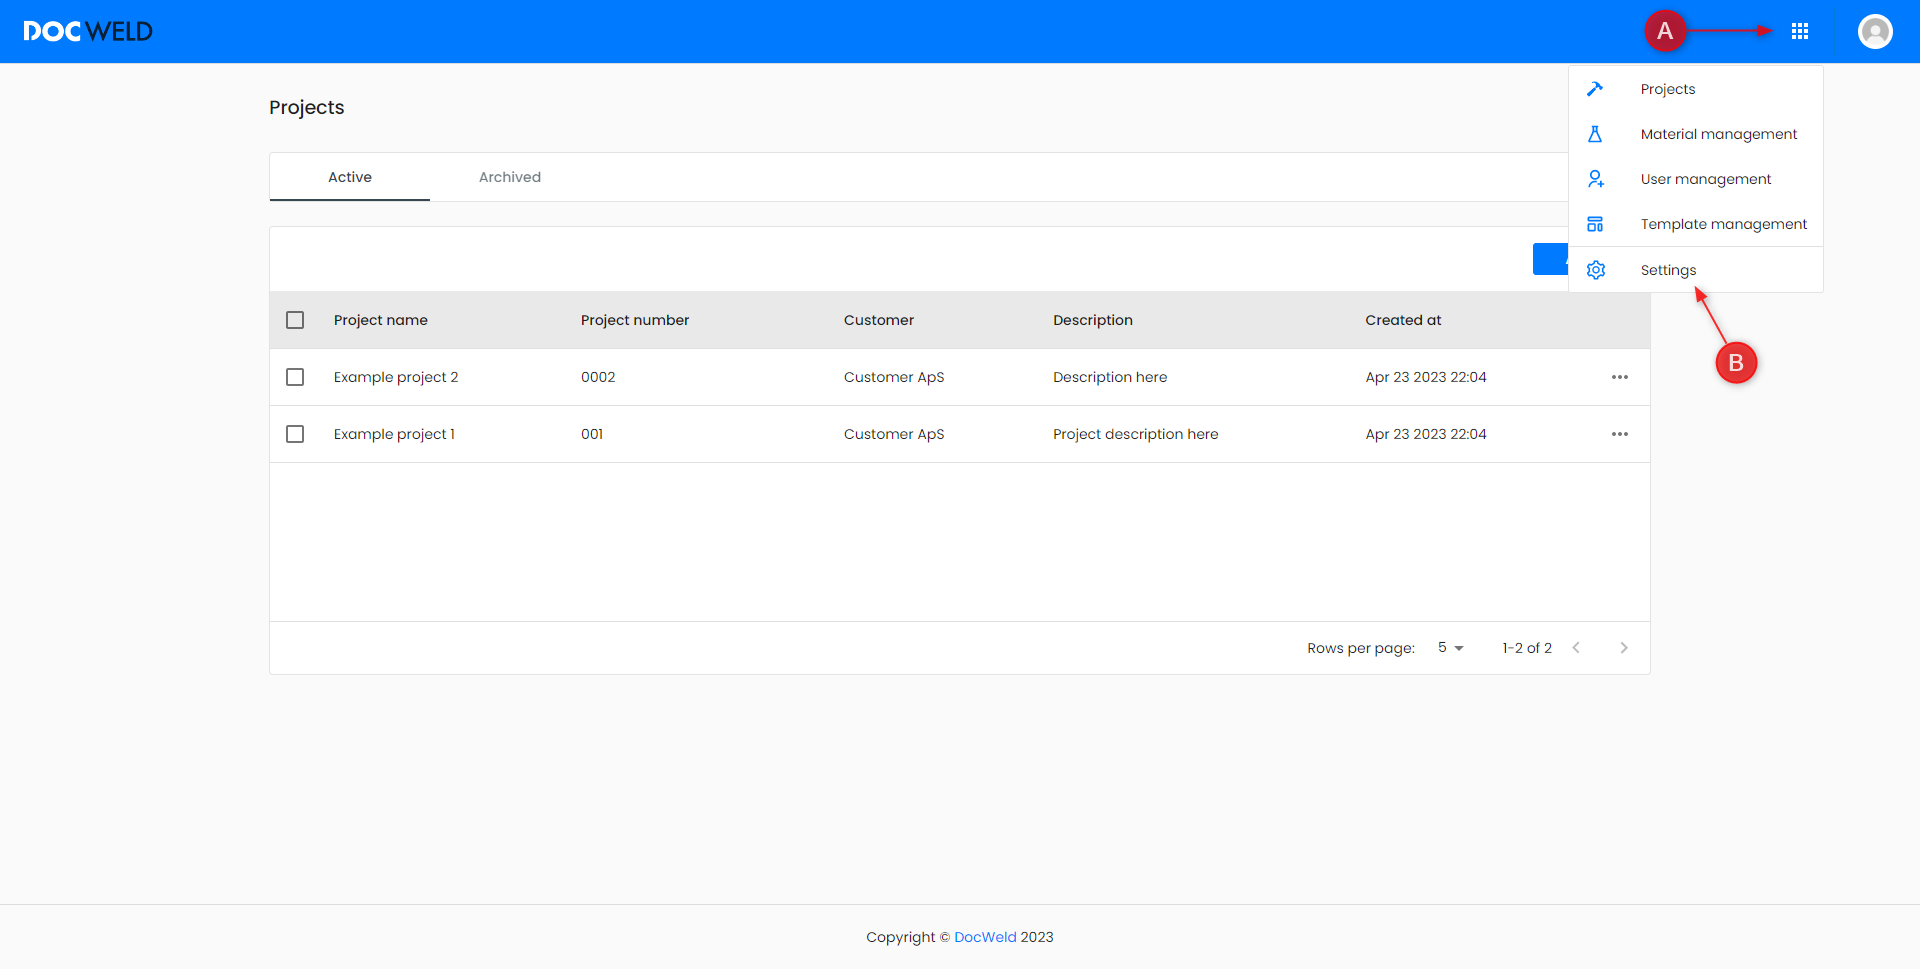 DOCWELD
A
Projects
Material management
User management
Template management
Settings
B
Projects
Active Archived
Project name Project number Customer Description Created at
Example project 2 0002 Customer ApS Description here Apr 23 2023 22:04
Example project 1 001 Customer ApS Project description here Apr 23 2023 22:04
Rows per page: 5 1-2 of 2
Copyright © DocWeld 2023